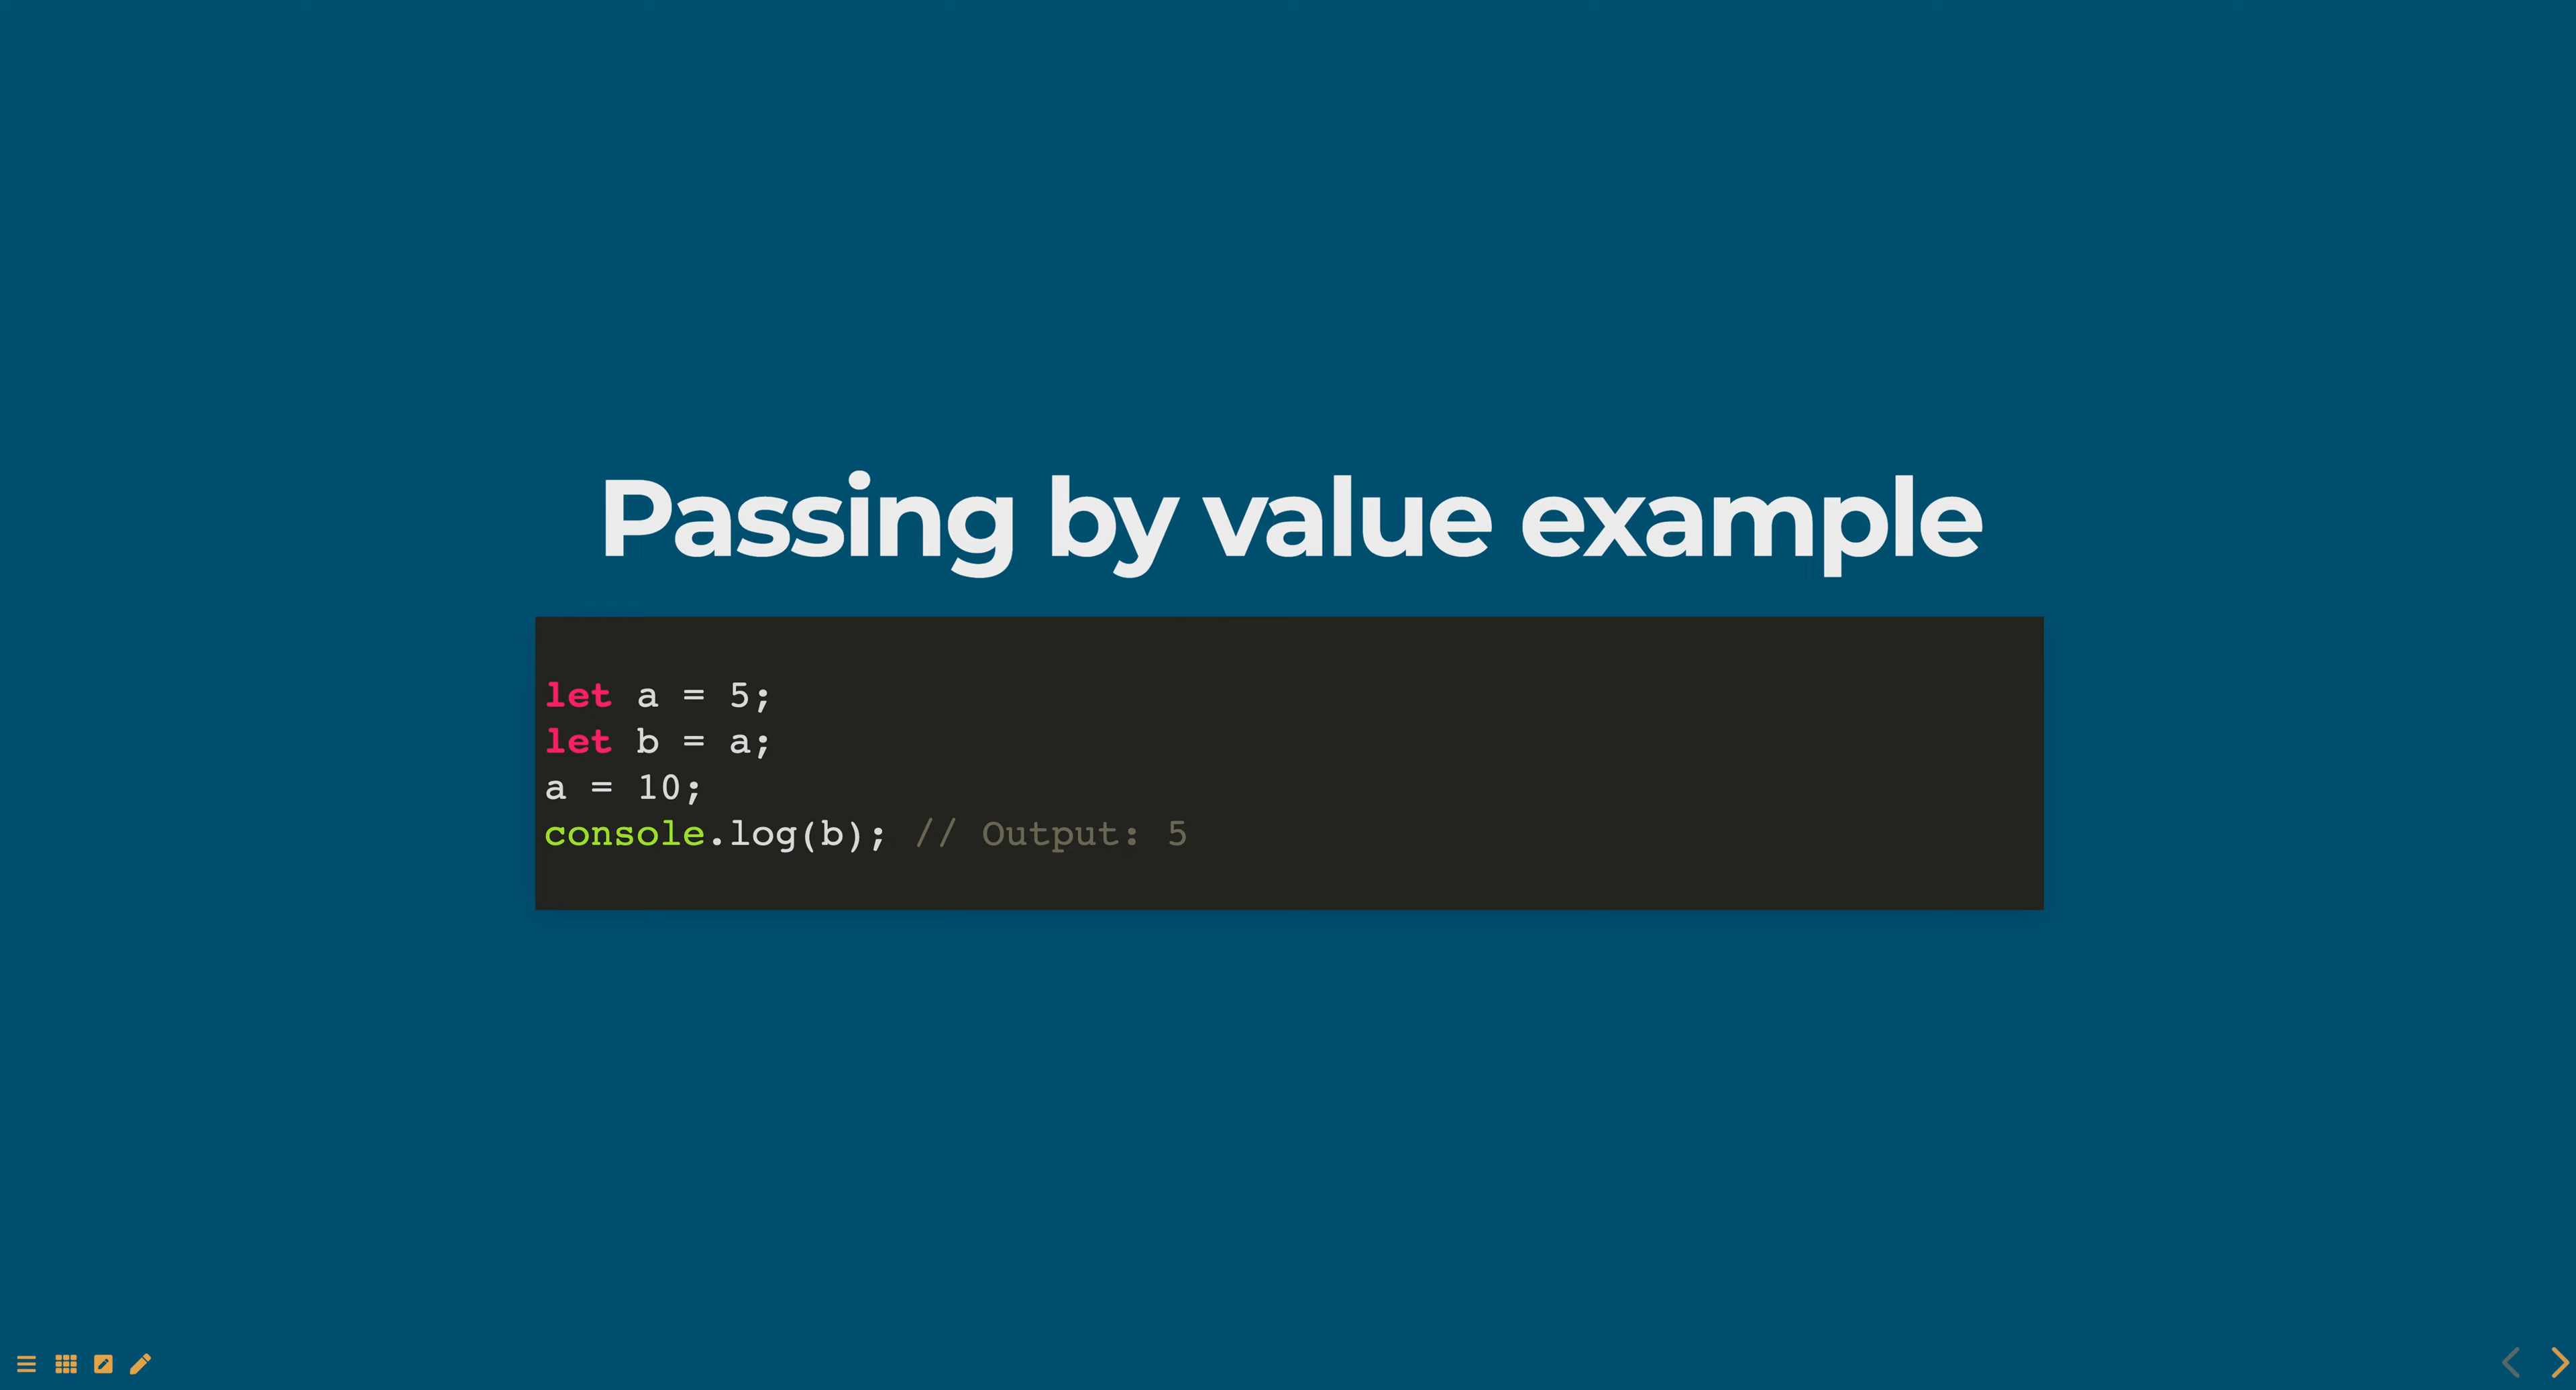 Passing by value example
let a = 5;
let b = a;
a = 10;
console.log(b); // Output: 5